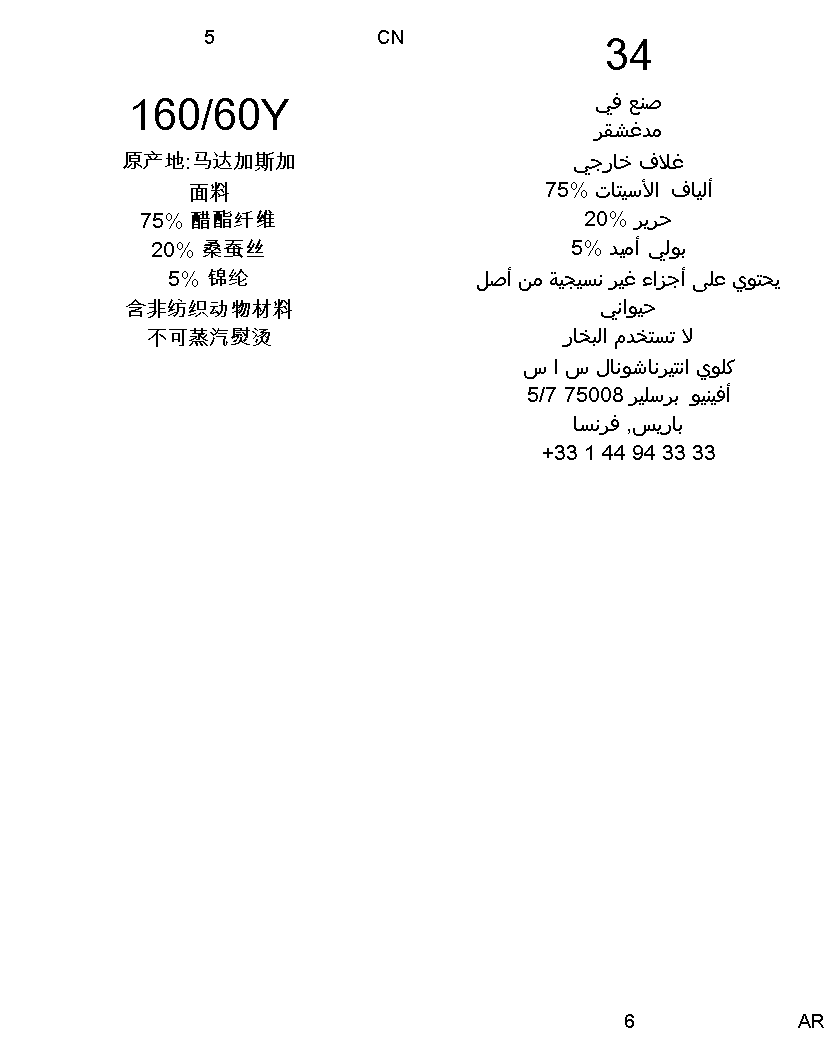 5
CN
160/60Y
原产地:马达加斯加
面料
75% 醋酯纤维
20% 桑蚕丝
5% 锦纶
含非纺织动物材料
不可蒸汽熨烫
34
صنع في
مدغشقر
غلاف خارجي
ألياف الأسيتات %75
حرير %20
بولي أميد %5
يحتوي على أجزاء غير نسيجية من أصل
حيواني
لا تستخدم البخار
كلوي انتيرناشونال س ا س
أفينيو برسلير 75008 5/7
باريس, فرنسا
+33 1 44 94 33 33
6
AR